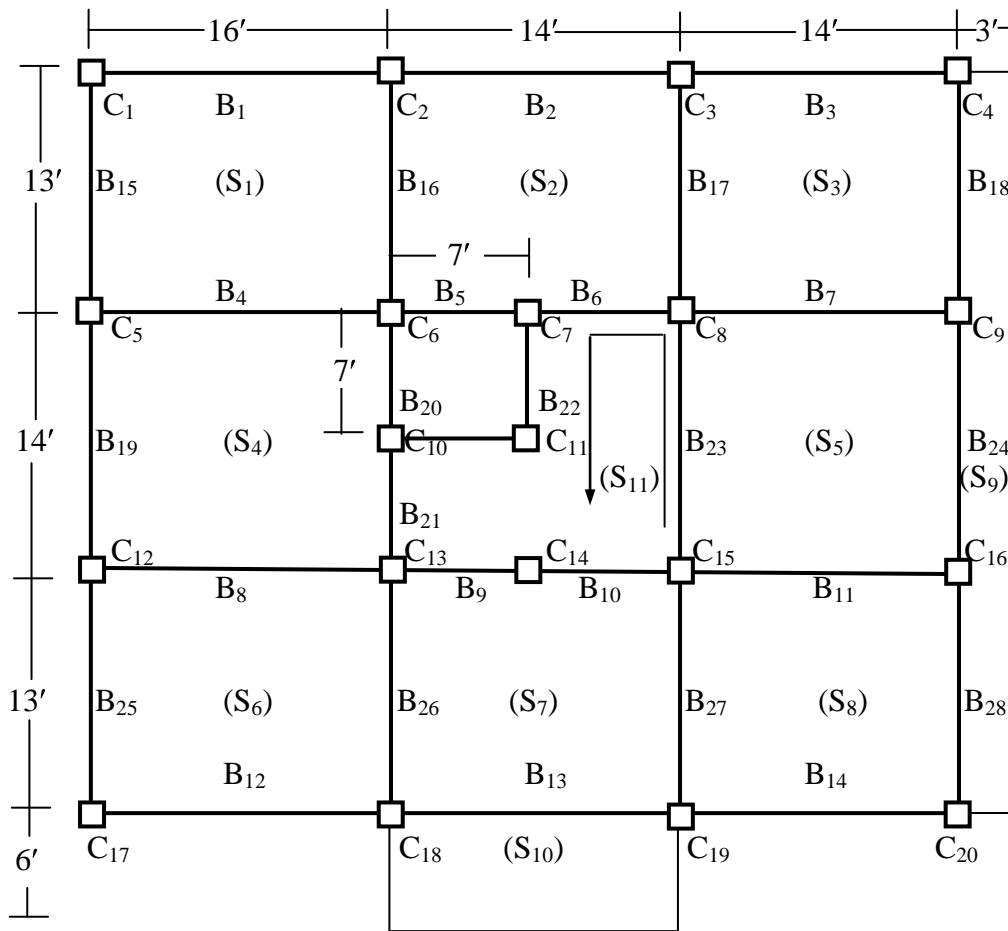 16′ 14′ 14′ 3′
C₁ B₁ C₂ B₂ C₃ B₃ C₄
13′ B₁₅ (S₁) B₁₆ (S₂) B₁₇ (S₃) B₁₈
7′
B₄ B₅ B₆ B₇
C₅ C₆ C₇ C₈ C₉
7′
B₂₀ B₂₂
14′ B₁₉ (S₄) C₁₀ C₁₁ B₂₃ (S₅) B₂₄
(S₁₁) (S₉)
B₂₁
C₁₂ C₁₃ C₁₄ C₁₅ C₁₆
B₈ B₉ B₁₀ B₁₁
13′ B₂₅ (S₆) B₂₆ (S₇) B₂₇ (S₈) B₂₈
B₁₂ B₁₃ B₁₄
6′ C₁₇ C₁₈ (S₁₀) C₁₉ C₂₀